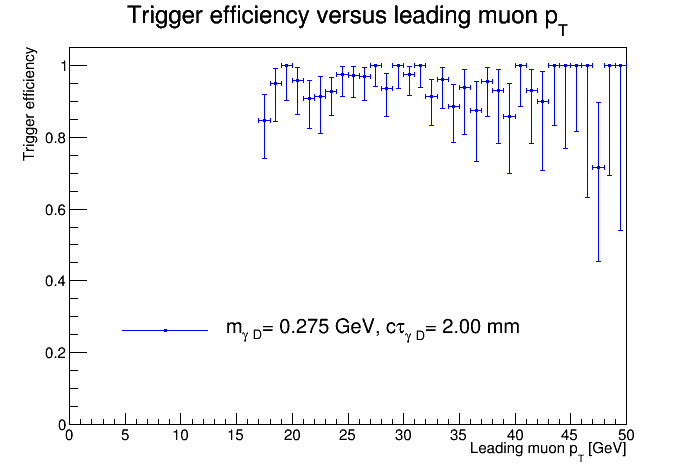 Trigger efficiency versus leading muon p_T
Trigger efficiency
1
0.8
0.6
0.4
0.2
0
m_γ D = 0.275 GeV, cτ_γ D = 2.00 mm
0 5 10 15 20 25 30 35 40 45 50
Leading muon p_T [GeV]